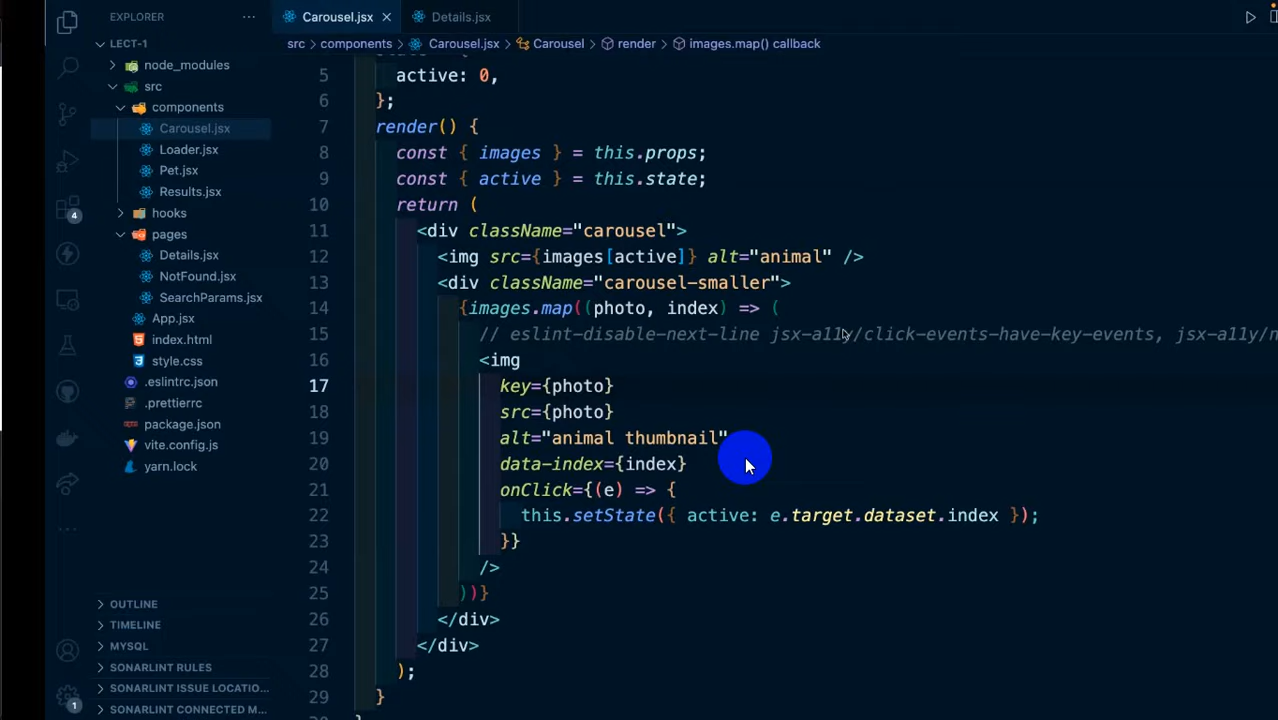 EXPLORER
Carousel.jsx
Details.jsx
LECT-1
src
components
Carousel.jsx
Carousel
render
images.map() callback
node_modules
src
components
Carousel.jsx
Loader.jsx
Pet.jsx
Results.jsx
hooks
pages
Details.jsx
NotFound.jsx
SearchParams.jsx
App.jsx
index.html
style.css
.eslintrc.json
.prettierrc
package.json
vite.config.js
yarn.lock
4
OUTLINE
TIMELINE
MYSQL
SONARLINT RULES
SONARLINT ISSUE LOCATIO...
SONARLINT CONNECTED M...
1
5 active: 0,
6 };
7 render() {
8 const { images } = this.props;
9 const { active } = this.state;
10 return (
11 <div className="carousel">
12 <img src={images[active]} alt="animal" />
13 <div className="carousel-smaller">
14 {images.map((photo, index) => (
15 // eslint-disable-next-line jsx-a11y/click-events-have-key-events, jsx-a11y/n
16 <img
17 key={photo}
18 src={photo}
19 alt="animal thumbnail"
20 data-index={index}
21 onClick={(e) => {
22 this.setState({ active: e.target.dataset.index });
23 }}
24 />
25 ))}
26 </div>
27 </div>
28 );
29 }